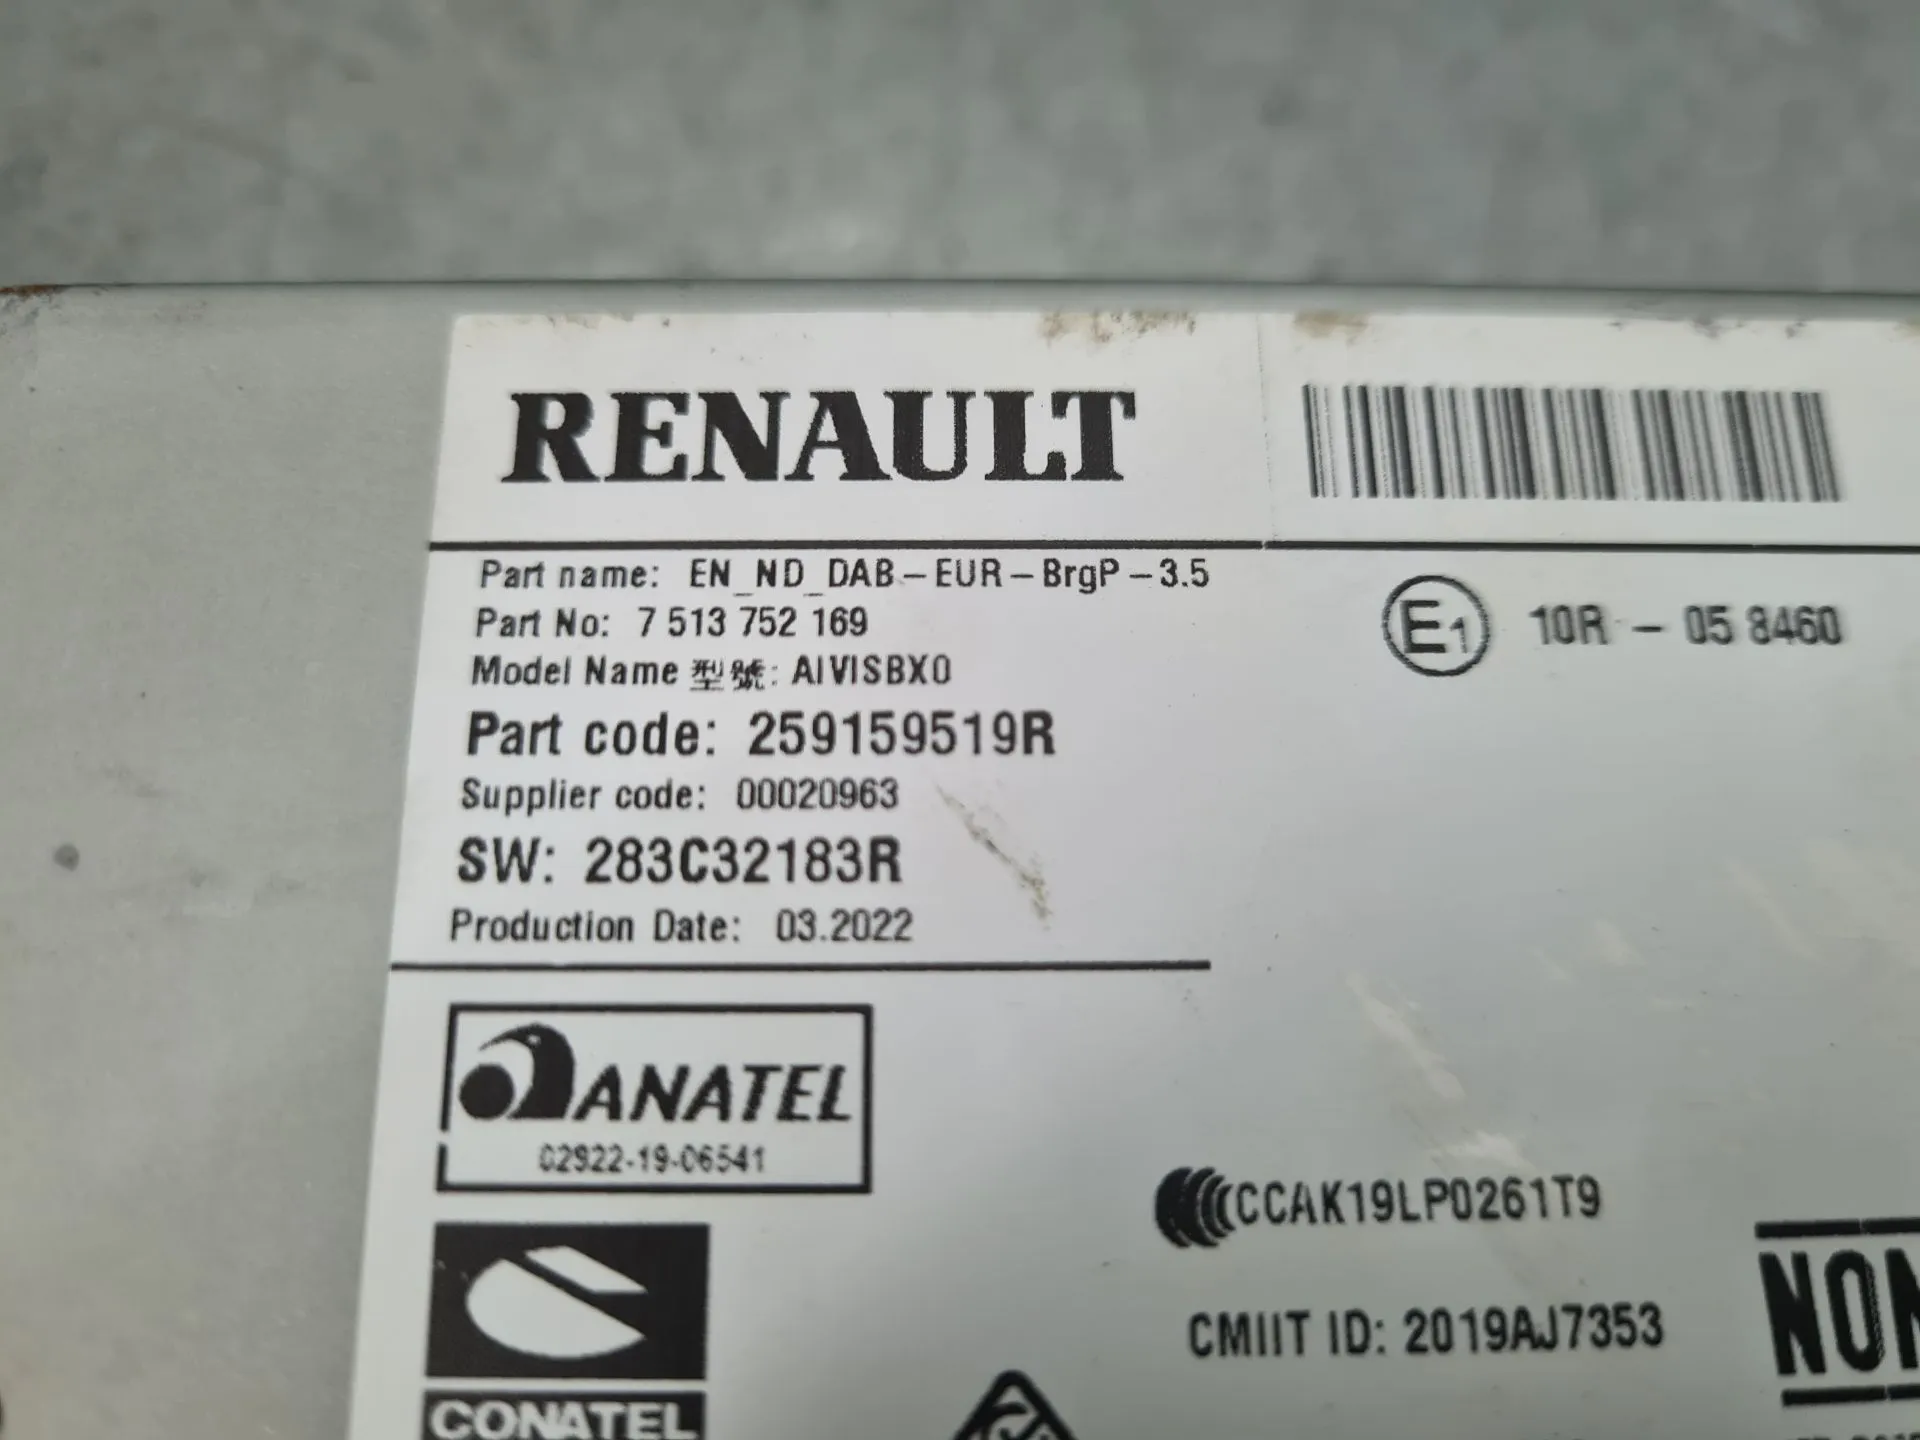 RENAULT
Part name: EN_ND_DAB-EUR-BrgP-3.5
Part No: 7 513 752 169
Model Name 型號: AIVISBX0
Part code: 259159519R
Supplier code: 00020963
SW: 283C32183R
Production Date: 03.2022
E1 10R - 05 8460
ANATEL
02922-19-06541
CONATEL
CCAK19LP0261T9
CMIIT ID: 2019AJ7353